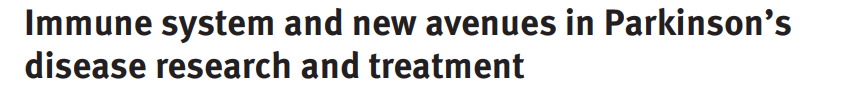 Immune system and new avenues in Parkinson’s
disease research and treatment